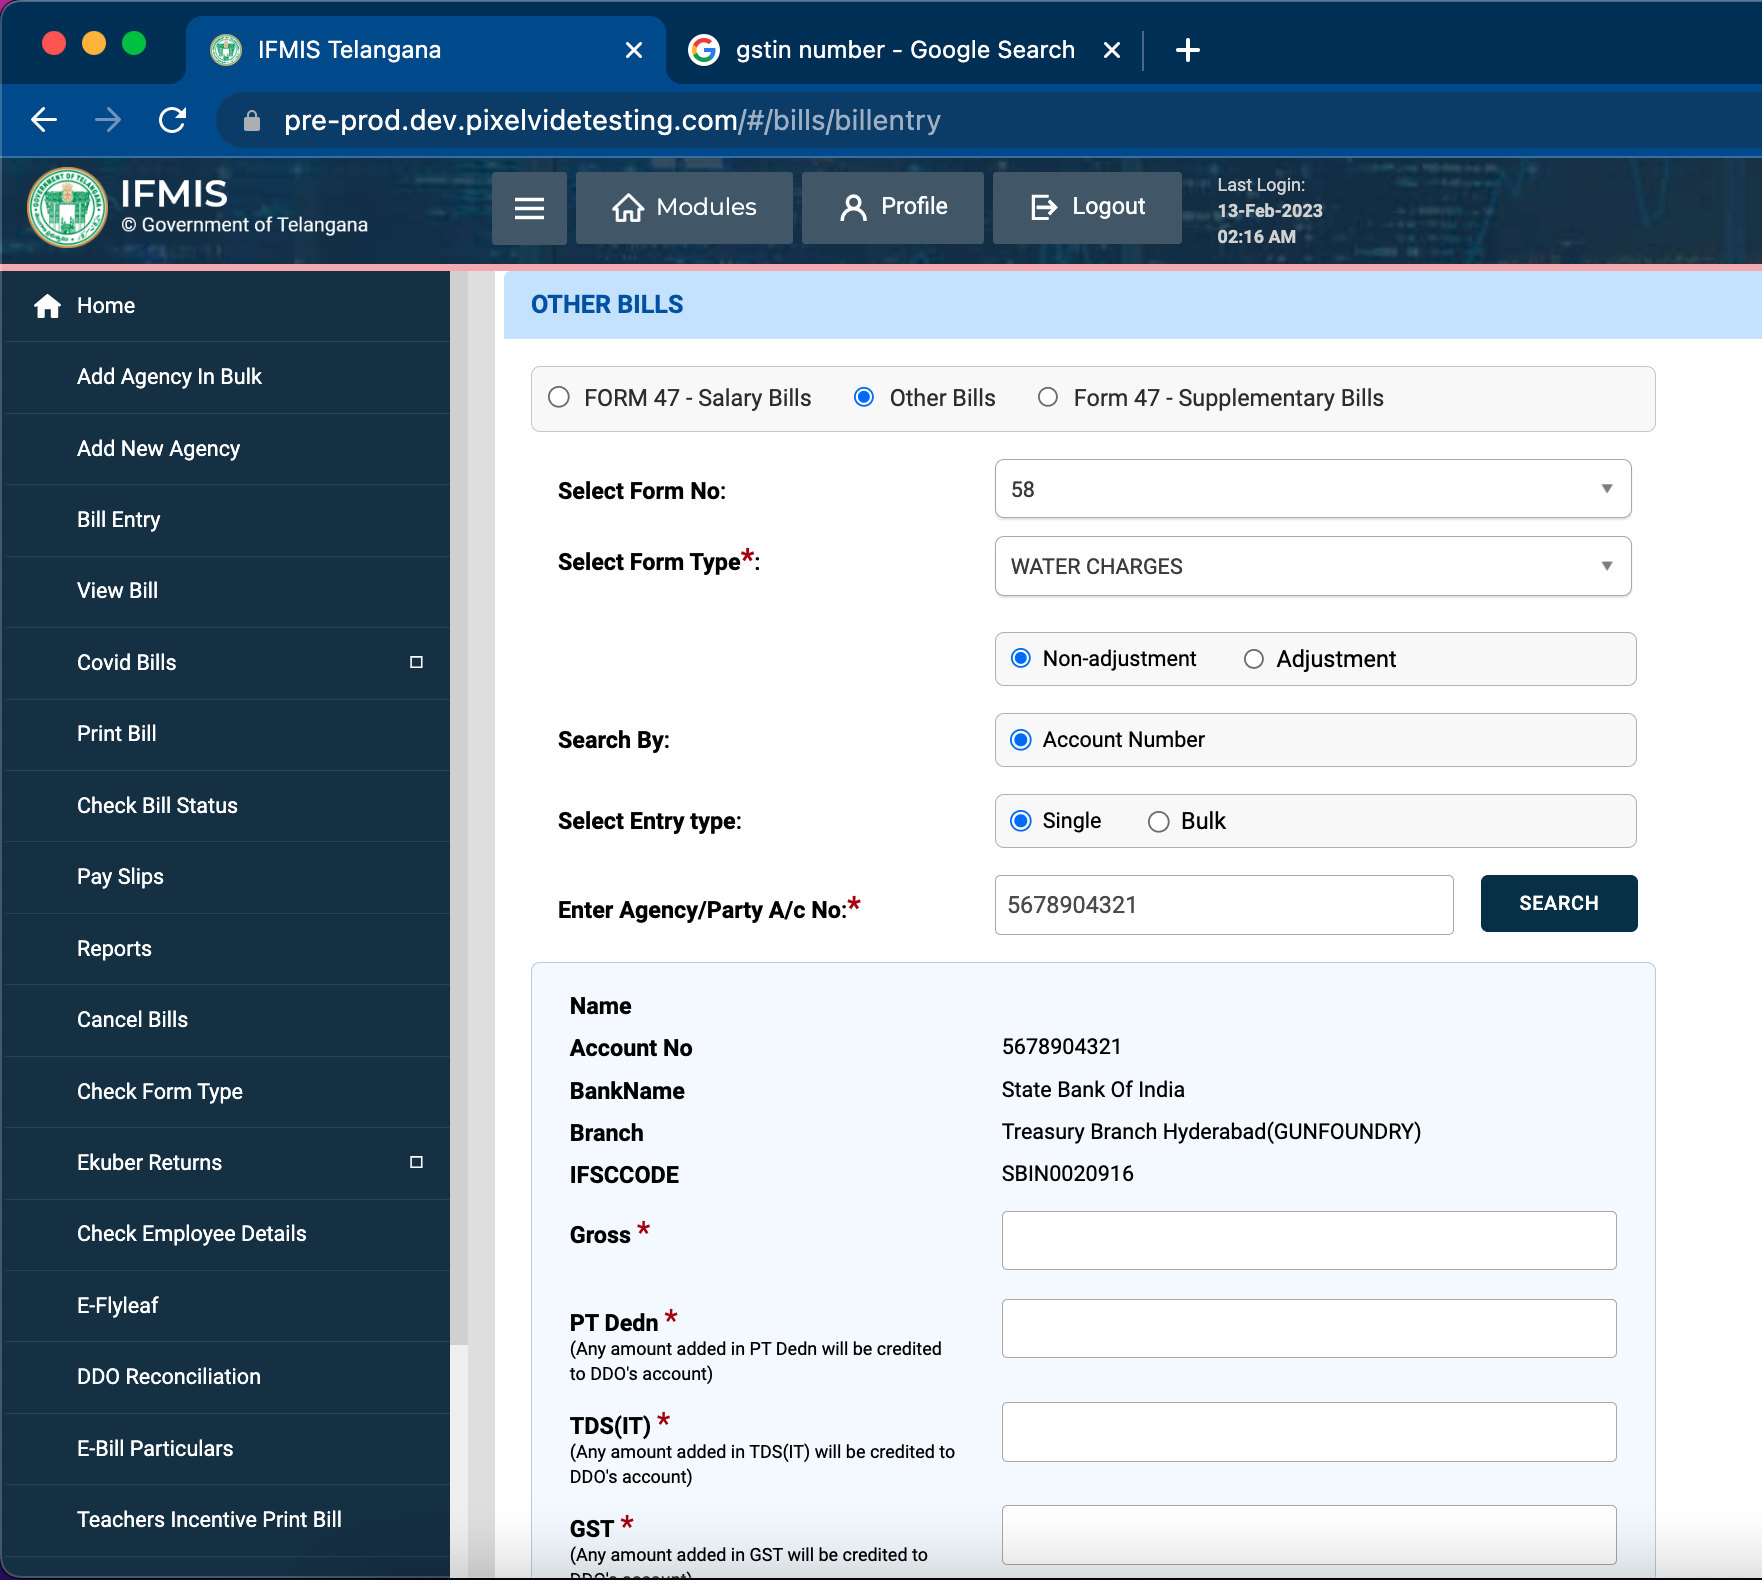 IFMIS Telangana
gstin number - Google Search
pre-prod.dev.pixelvidetesting.com/#/bills/billentry
IFMIS
© Government of Telangana
Modules
Profile
Logout
Last Login:
13-Feb-2023
02:16 AM
Home
Add Agency In Bulk
Add New Agency
Bill Entry
View Bill
Covid Bills
Print Bill
Check Bill Status
Pay Slips
Reports
Cancel Bills
Check Form Type
Ekuber Returns
Check Employee Details
E-Flyleaf
DDO Reconciliation
E-Bill Particulars
Teachers Incentive Print Bill
OTHER BILLS
FORM 47 - Salary Bills Other Bills Form 47 - Supplementary Bills
Select Form No: 58
Select Form Type*: WATER CHARGES
Non-adjustment Adjustment
Search By: Account Number
Select Entry type: Single Bulk
Enter Agency/Party A/c No:* 5678904321 SEARCH
Name
Account No 5678904321
BankName State Bank Of India
Branch Treasury Branch Hyderabad(GUNFOUNDRY)
IFSCCODE SBIN0020916
Gross *
PT Dedn *
(Any amount added in PT Dedn will be credited
to DDO's account)
TDS(IT) *
(Any amount added in TDS(IT) will be credited to
DDO's account)
GST *
(Any amount added in GST will be credited to
DDO's account)